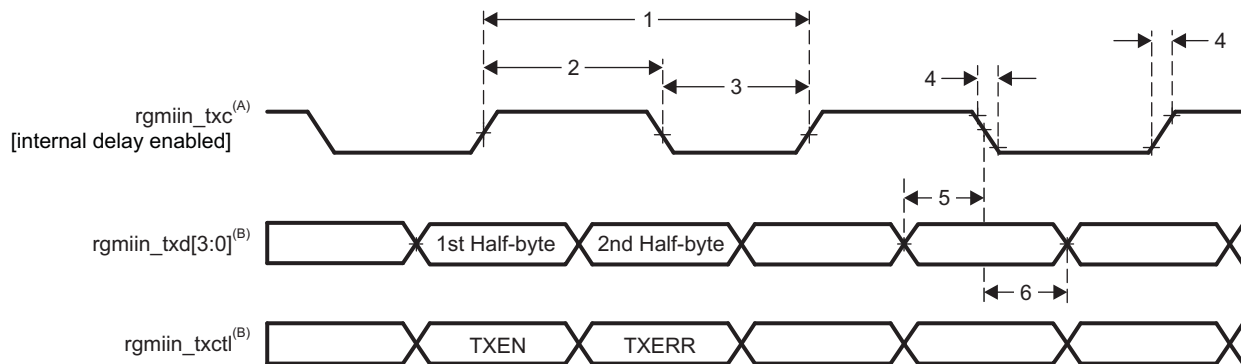 1
4
2
4
3
rgmiin_txc(A)
[internal delay enabled]
5
rgmiin_txd[3:0](B) 1st Half-byte 2nd Half-byte
6
rgmiin_txctl(B) TXEN TXERR